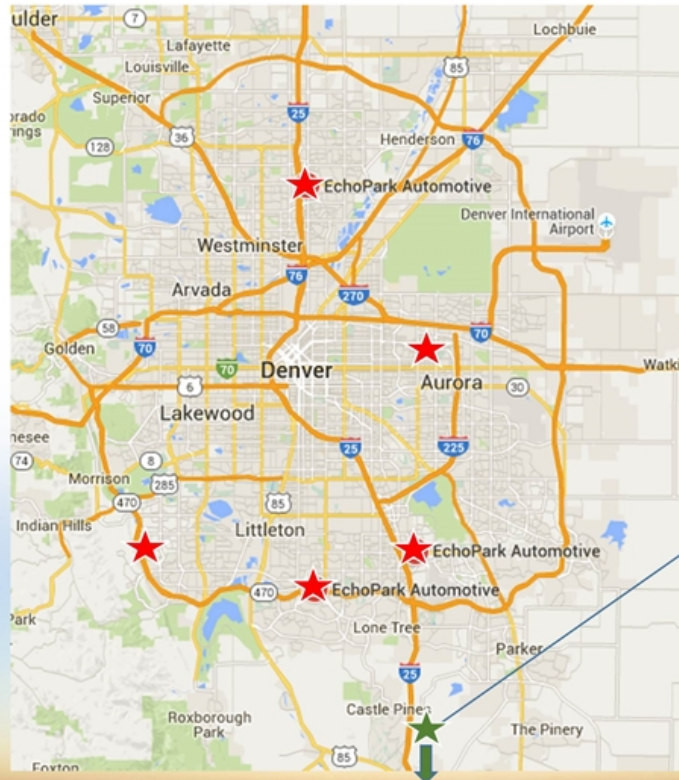 ulder
7
Lochbuie
Lafayette
Louisville
85
Superior
25
36
Henderson
76
128
EchoPark Automotive
Denver International
Airport
Westminster
76
Arvada
270
58
70
Golden
70
70
Denver
Watki
6
Aurora
30
Lakewood
nesee
25
225
74
8
Morrison
285
470
85
Indian Hills
Littleton
EchoPark Automotive
470
EchoPark Automotive
Park
Lone Tree
Parker
25
Castle Pines
Roxborough
Park
The Pinery
85
Foxton